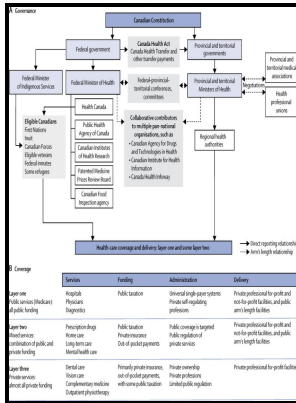 A Governance
Canadian Constitution
Federal government
Canada Health Act
Canada Health Transfer and
other transfer payments
Provincial and territorial
governments
Federal Minister
of Indigenous Services
Federal Minister of Health
Federal-provincial-
territorial conferences,
committees
Provincial and territorial
Ministers of Health
Negotiations
Provincial and
territorial medical
associations
Health
professional
unions
Eligible Canadians
First Nations
Inuit
Canadian Forces
Eligible veterans
Federal inmates
Some refugees
Health Canada
Public Health
Agency of Canada
Canadian Institutes
of Health Research
Patented Medicine
Prices Review Board
Canadian Food
Inspection agency
Collaborative contributors
to multiple pan-national
organisations, such as
• Canadian Agency for Drugs
and Technologies in Health
• Canadian Institute for Health
Information
• Canada Health Infoway
Regional health
authorities
Health-care coverage and delivery: layer one and some layer two
Direct reporting relationship
Arm's length relationship
B Coverage
Services Funding Administration Delivery
Layer one
Public services (Medicare)
all public funding
Hospitals
Physicians
Diagnostics
Public taxation
Universal single-payer systems
Private self-regulating
professions
Private professional for-profit and
not-for-profit facilities, and public
arm's length facilities
Layer two
Mixed services
combination of public and
private funding
Prescription drugs
Home care
Long-term care
Mental health care
Public taxation
Private insurance
Out-of-pocket payments
Public coverage is targeted
Public regulation of
private services
Private professional for-profit and
not-for-profit facilities, and public
arm's length facilities
Layer three
Private services
almost all private funding
Dental care
Vision care
Complementary medicine
Outpatient physiotherapy
Primarily private insurance,
out-of-pocket payments,
with some public taxation
Private ownership
Private professions
Limited public regulation
Private professional for-profit facilities